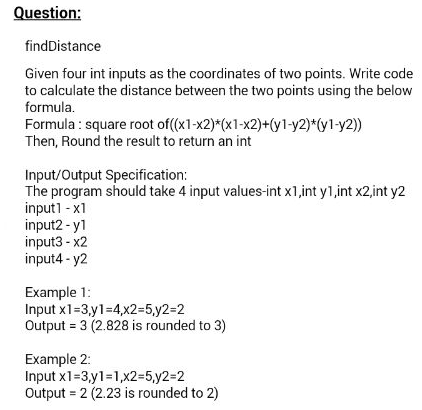 Question:
findDistance
Given four int inputs as the coordinates of two points. Write code
to calculate the distance between the two points using the below
formula.
Formula : square root of((x1-x2)*(x1-x2)+(y1-y2)*(y1-y2))
Then, Round the result to return an int
Input/Output Specification:
The program should take 4 input values-int x1,int y1,int x2,int y2
input1 - x1
input2 - y1
input3 - x2
input4 - y2
Example 1:
Input x1=3,y1=4,x2=5,y2=2
Output = 3 (2.828 is rounded to 3)
Example 2:
Input x1=3,y1=1,x2=5,y2=2
Output = 2 (2.23 is rounded to 2)